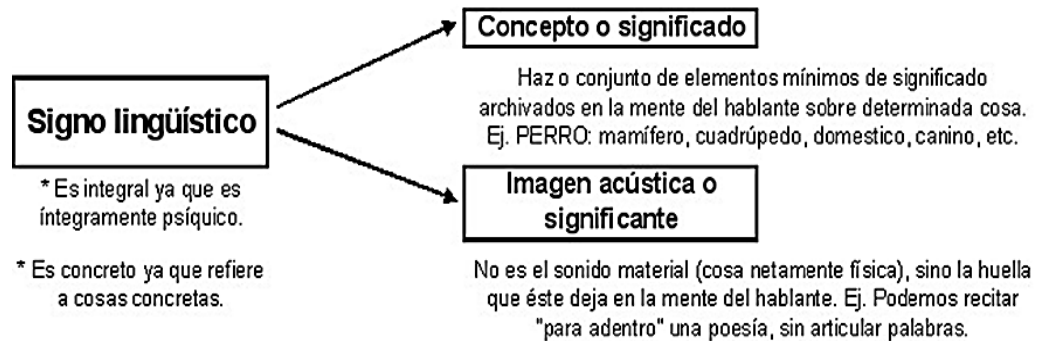 Concepto o significado
Haz o conjunto de elementos mínimos de significado
archivados en la mente del hablante sobre determinada cosa.
Ej. PERRO: mamífero, cuadrúpedo, domestico, canino, etc.
Signo lingüístico
* Es integral ya que es
íntegramente psíquico.
* Es concreto ya que refiere
a cosas concretas.
Imagen acústica o
significante
No es el sonido material (cosa netamente física), sino la huella
que éste deja en la mente del hablante. Ej. Podemos recitar
"para adentro" una poesía, sin articular palabras.